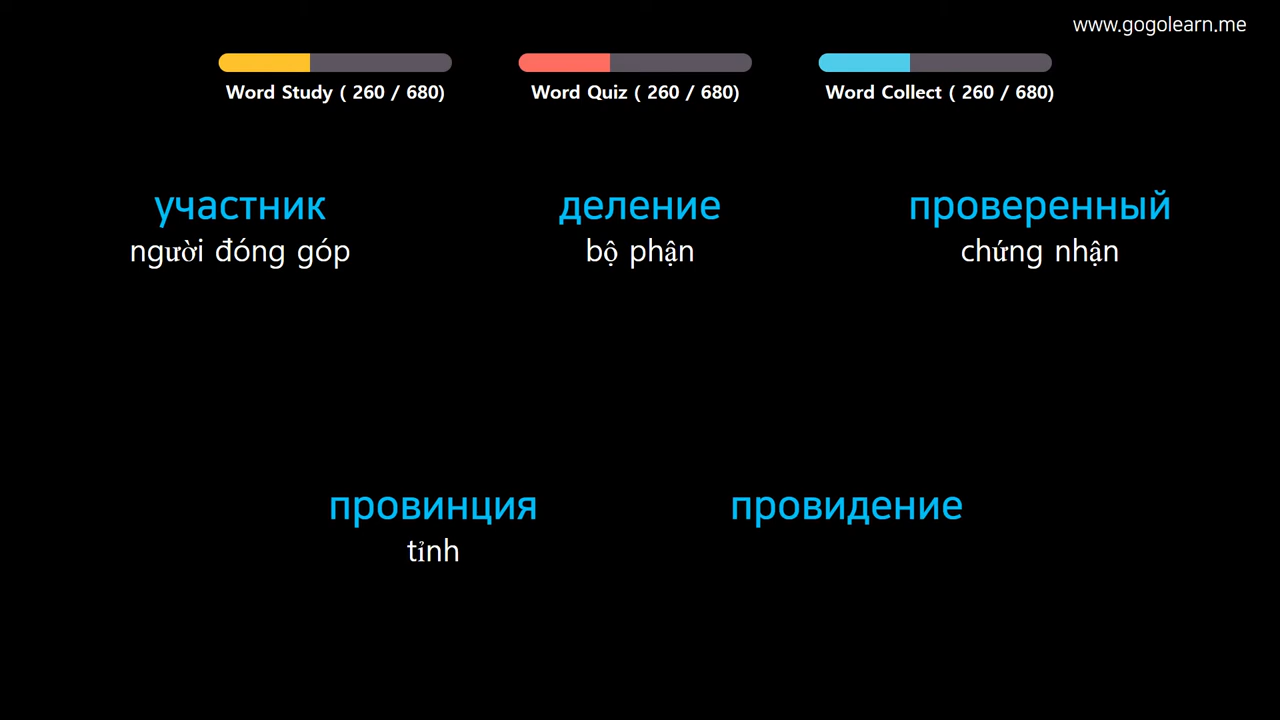 www.gogolearn.me
Word Study ( 260 / 680)
Word Quiz ( 260 / 680)
Word Collect ( 260 / 680)
участник
người đóng góp
деление
bộ phận
проверенный
chứng nhận
провинция
tỉnh
провидение